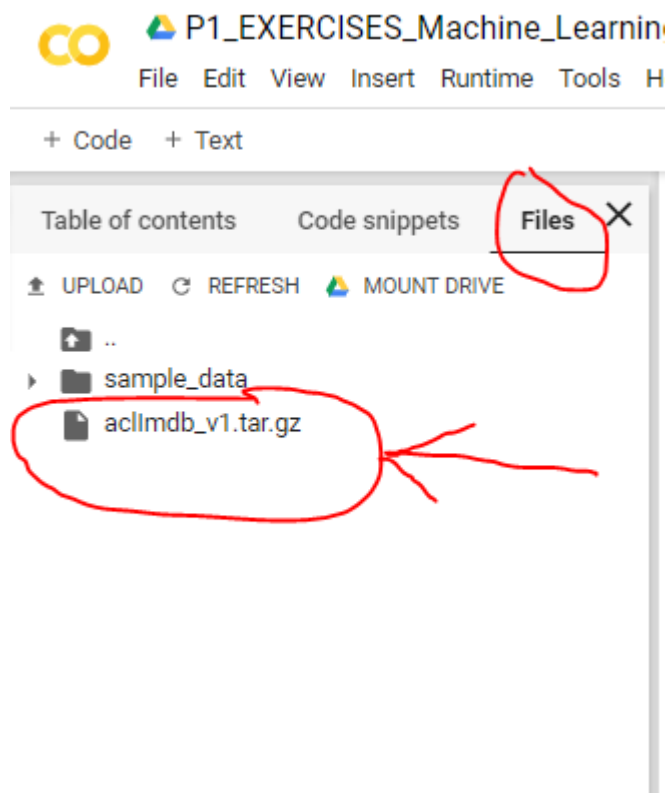 P1_EXERCISES_Machine_Learnin
File Edit View Insert Runtime Tools H
+ Code + Text
Table of contents Code snippets Files X
UPLOAD REFRESH MOUNT DRIVE
..
sample_data
aclImdb_v1.tar.gz